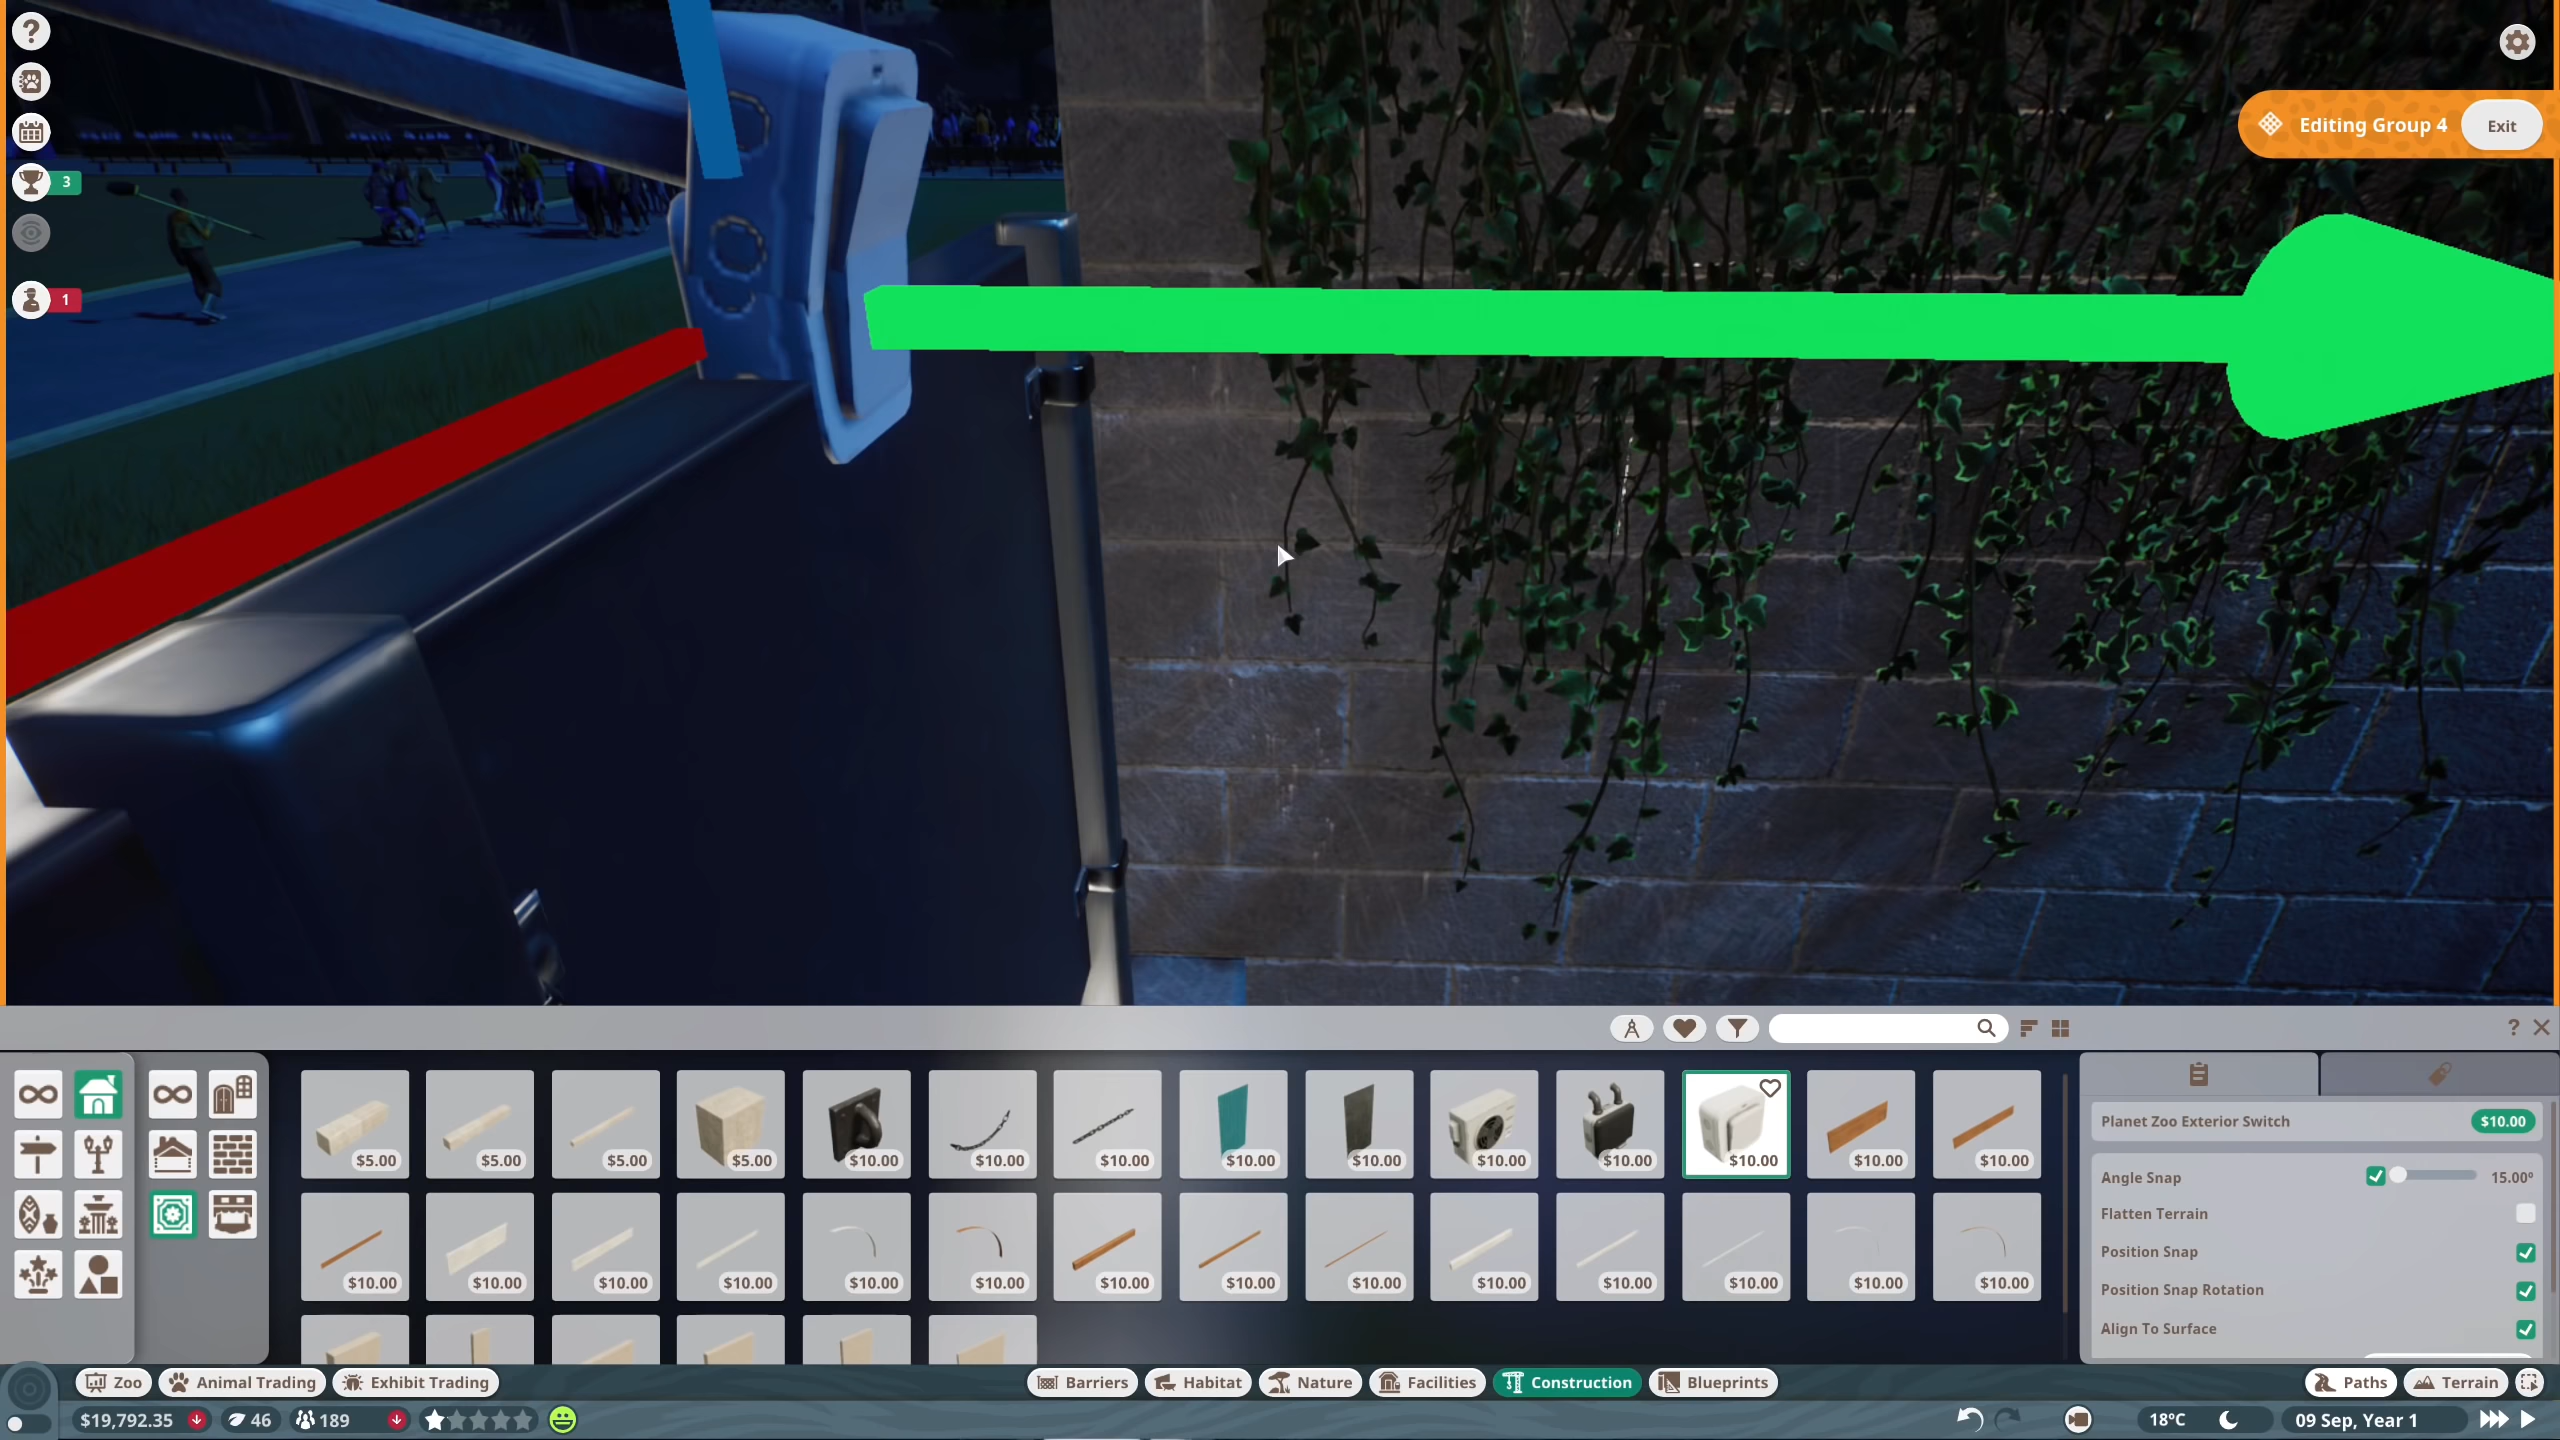 ?
3
1
Editing Group 4 Exit
?
$5.00 $5.00 $5.00 $5.00 $10.00 $10.00 $10.00 $10.00 $10.00 $10.00 $10.00 $10.00 $10.00 $10.00
$10.00 $10.00 $10.00 $10.00 $10.00 $10.00 $10.00 $10.00 $10.00 $10.00 $10.00 $10.00 $10.00 $10.00
Planet Zoo Exterior Switch $10.00
Angle Snap 15.00°
Flatten Terrain
Position Snap
Position Snap Rotation
Align To Surface
Zoo Animal Trading Exhibit Trading Barriers Habitat Nature Facilities Construction Blueprints Paths Terrain
$19,792.35 46 189 18°C 09 Sep, Year 1